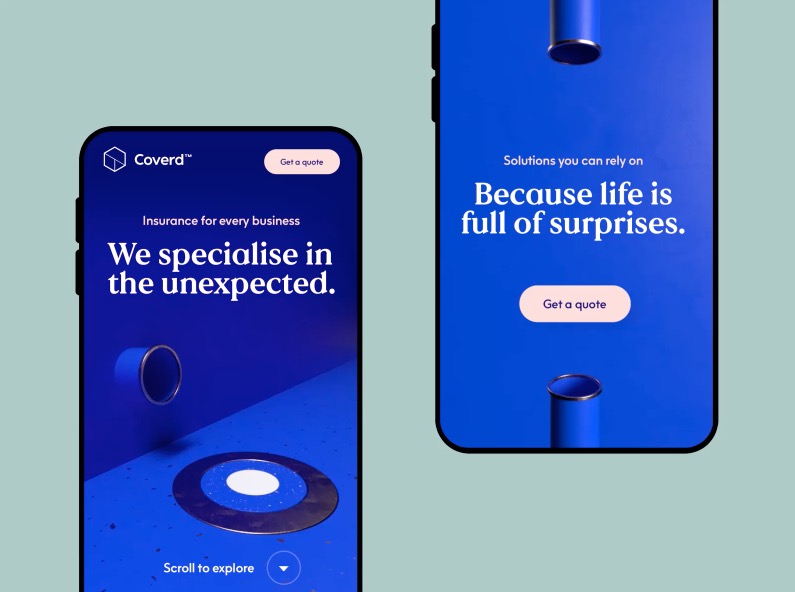 Coverd™
Get a quote
Insurance for every business
We specialise in
the unexpected.
Scroll to explore
Solutions you can rely on
Because life is
full of surprises.
Get a quote